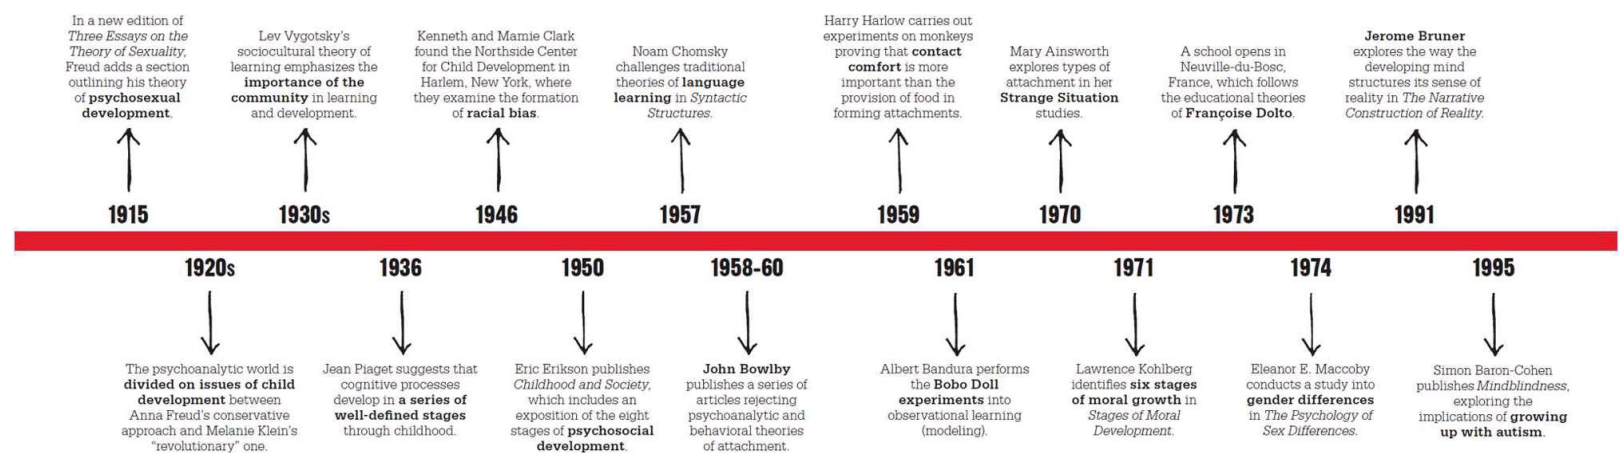 In a new edition of
Three Essays on the
Theory of Sexuality,
Freud adds a section
outlining his theory
of psychosexual
development.
1915
Lev Vygotsky's
sociocultural theory of
learning emphasizes the
importance of the
community in learning
and development.
1930s
Kenneth and Mamie Clark
found the Northside Center
for Child Development in
Harlem, New York, where
they examine the formation
of racial bias.
1946
Noam Chomsky
challenges traditional
theories of language
learning in Syntactic
Structures.
1957
Harry Harlow carries out
experiments on monkeys
proving that contact
comfort is more
important than the
provision of food in
forming attachments.
1959
Mary Ainsworth
explores types of
attachment in her
Strange Situation
studies.
1970
A school opens in
Neuville-du-Bosc,
France, which follows
the educational theories
of Françoise Dolto.
1973
Jerome Bruner
explores the way the
developing mind
structures its sense of
reality in The Narrative
Construction of Reality.
1991
1920s
The psychoanalytic world is
divided on issues of child
development between
Anna Freud's conservative
approach and Melanie Klein's
"revolutionary" one.
1936
Jean Piaget suggests that
cognitive processes
develop in a series of
well-defined stages
through childhood.
1950
Eric Erikson publishes
Childhood and Society,
which includes an
exposition of the eight
stages of psychosocial
development.
1958-60
John Bowlby
publishes a series of
articles rejecting
psychoanalytic and
behavioral theories
of attachment.
1961
Albert Bandura performs
the Bobo Doll
experiments into
observational learning
(modeling).
1971
Lawrence Kohlberg
identifies six stages
of moral growth in
Stages of Moral
Development.
1974
Eleanor E. Maccoby
conducts a study into
gender differences
in The Psychology of
Sex Differences.
1995
Simon Baron-Cohen
publishes Mindblindness,
exploring the
implications of growing
up with autism.